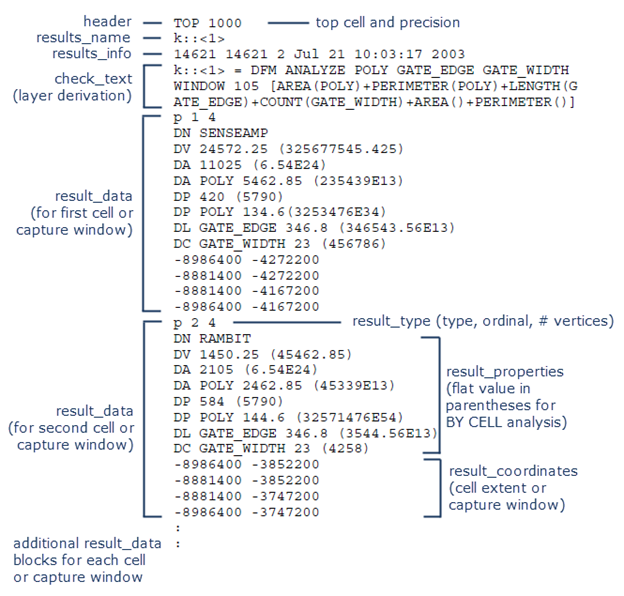 header TOP 1000 top cell and precision
results_name k::<1>
results_info 14621 14621 2 Jul 21 10:03:17 2003
check_text
(layer derivation)
k::<1> = DFM ANALYZE POLY GATE_EDGE GATE_WIDTH
WINDOW 105 [AREA(POLY)+PERIMETER(POLY)+LENGTH(G
ATE_EDGE)+COUNT(GATE_WIDTH)+AREA()+PERIMETER()]
result_data
(for first cell or
capture window)
p 1 4
DN SENSEAMP
DV 24572.25 (325677545.425)
DA 11025 (6.54E24)
DA POLY 5462.85 (235439E13)
DP 420 (5790)
DP POLY 134.6(3253476E34)
DL GATE_EDGE 346.8 (346543.56E13)
DC GATE_WIDTH 23 (456786)
-8986400 -4272200
-8881400 -4272200
-8881400 -4167200
-8986400 -4167200
p 2 4 result_type (type, ordinal, # vertices)
result_data
(for second cell or
capture window)
DN RAMBIT
DV 1450.25 (45462.85)
DA 2105 (6.54E24)
DA POLY 2462.85 (45339E13)
DP 584 (5790)
DP POLY 144.6 (32571476E54)
DL GATE_EDGE 346.8 (3544.56E13)
DC GATE_WIDTH 23 (4258)
result_properties
(flat value in
parentheses for
BY CELL analysis)
-8986400 -3852200
-8881400 -3852200
-8881400 -3747200
-8986400 -3747200
result_coordinates
(cell extent or
capture window)
:
:
additional result_data
blocks for each cell
or capture window